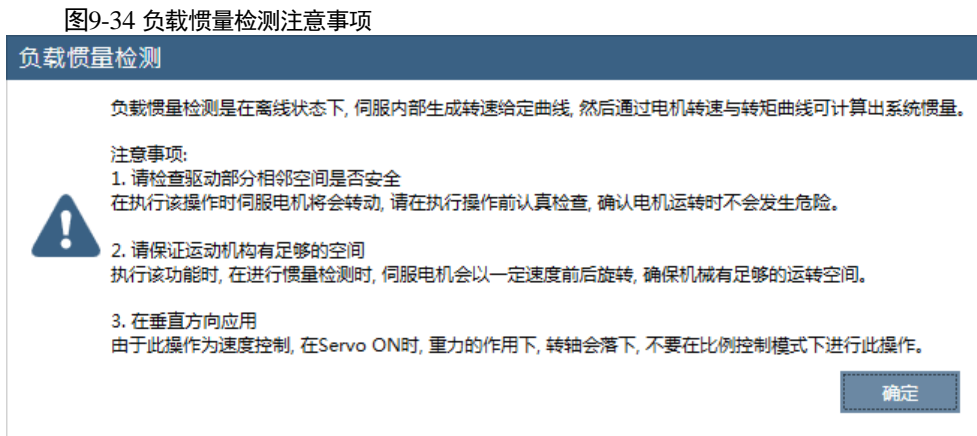 图9-34 负载惯量检测注意事项
负载惯量检测
负载惯量检测是在离线状态下, 伺服内部生成转速给定曲线, 然后通过电机转速与转矩曲线可计算出系统惯量。
注意事项:
1. 请检查驱动部分相邻空间是否安全
在执行该操作时伺服电机将会转动, 请在执行操作前认真检查, 确认电机运转时不会发生危险。
2. 请保证运动机构有足够的空间
执行该功能时, 在进行惯量检测时, 伺服电机会以一定速度前后旋转, 确保机械有足够的运转空间。
3. 在垂直方向应用
由于此操作为速度控制, 在Servo ON时, 重力的作用下, 转轴会落下, 不要在比例控制模式下进行此操作。
确定